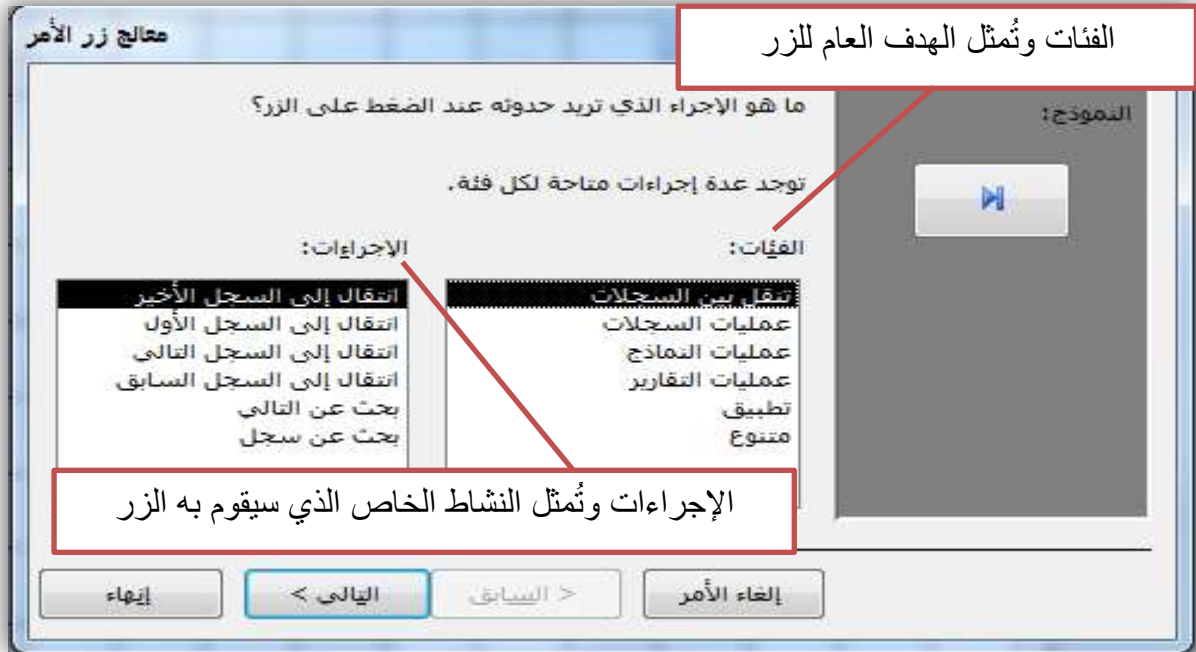 معالج زر الأمر
الفئات وتُمثل الهدف العام للزر
النموذج:
ما هو الإجراء الذي تريد حدوثه عند الضغط على الزر؟
توجد عدة إجراءات متاحة لكل فئة.
الفئات:
تنقل بين السجلات
عمليات السجلات
عمليات النماذج
عمليات التقارير
تطبيق
متنوع
الإجراءات:
انتقال إلى السجل الأخير
انتقال إلى السجل الأول
انتقال إلى السجل التالي
انتقال إلى السجل السابق
بحث عن التالي
بحث عن سجل
الإجراءات وتُمثل النشاط الخاص الذي سيقوم به الزر
إلغاء الأمر
< السابق
التالي >
إنهاء